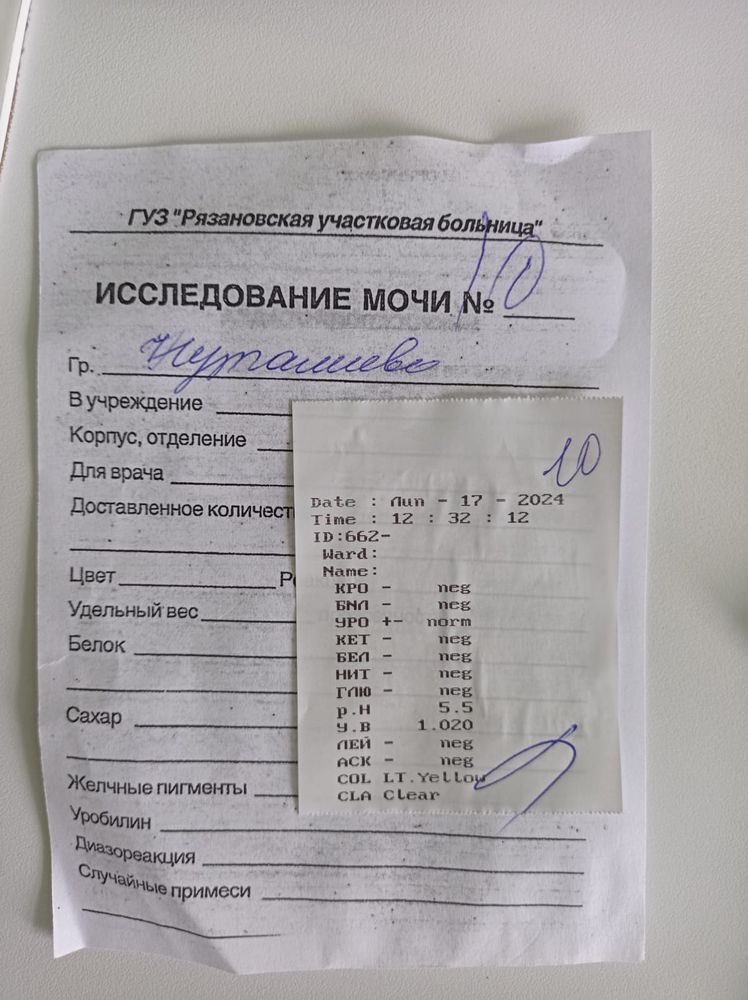 ГУЗ "Рязановская участковая больница"
ИССЛЕДОВАНИЕ МОЧИ № 10
Гр.
В учреждение
Корпус, отделение
Для врача
Доставленное количест
Цвет
Удельный вес
Белок
Сахар
Желчные пигменты
Уробилин
Диазореакция
Случайные примеси
10
Date : Лип - 17 - 2024
Time : 12 : 32 : 12
ID:662-
Ward:
Name:
КРО - neg
БИЛ - neg
УРО +- norm
КЕТ - neg
БЕЛ - neg
НИТ - neg
ГЛЮ - neg
р.Н 5.5
У.В 1.020
ЛЕЙ - neg
АСК - neg
COL LT.Yellow
CLA Clear